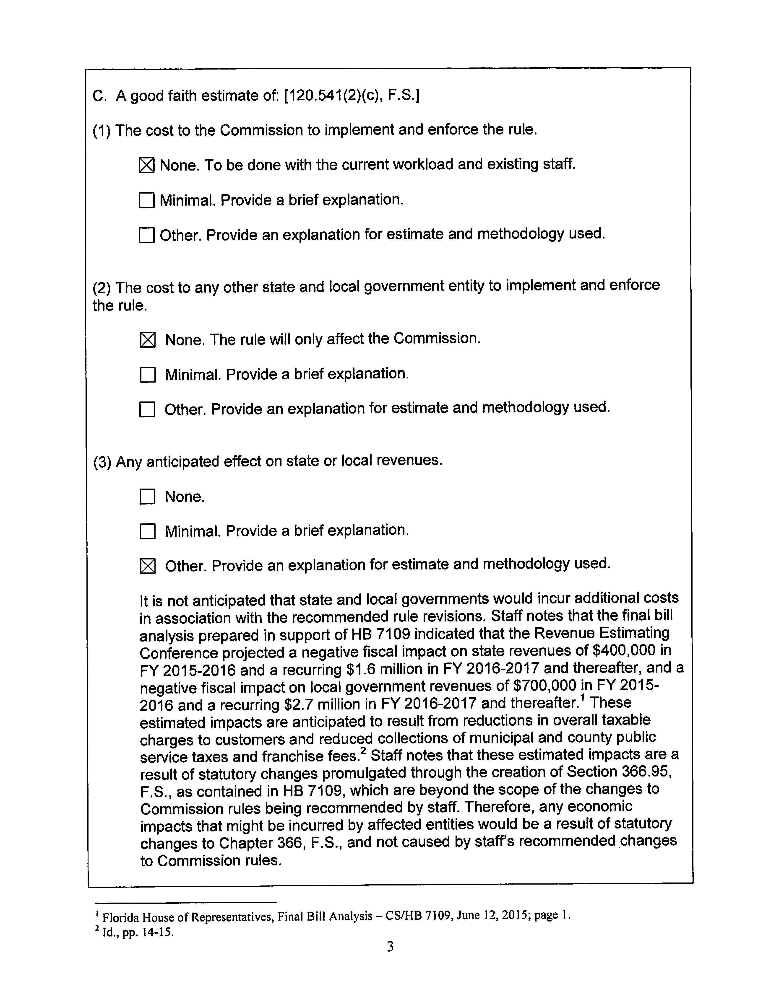 C. A good faith estimate of: [120.541(2)(c), F.S.]
(1) The cost to the Commission to implement and enforce the rule.
☒ None. To be done with the current workload and existing staff.
☐ Minimal. Provide a brief explanation.
☐ Other. Provide an explanation for estimate and methodology used.
(2) The cost to any other state and local government entity to implement and enforce
the rule.
☒ None. The rule will only affect the Commission.
☐ Minimal. Provide a brief explanation.
☐ Other. Provide an explanation for estimate and methodology used.
(3) Any anticipated effect on state or local revenues.
☐ None.
☐ Minimal. Provide a brief explanation.
☒ Other. Provide an explanation for estimate and methodology used.
It is not anticipated that state and local governments would incur additional costs
in association with the recommended rule revisions. Staff notes that the final bill
analysis prepared in support of HB 7109 indicated that the Revenue Estimating
Conference projected a negative fiscal impact on state revenues of $400,000 in
FY 2015-2016 and a recurring $1.6 million in FY 2016-2017 and thereafter, and a
negative fiscal impact on local government revenues of $700,000 in FY 2015-
2016 and a recurring $2.7 million in FY 2016-2017 and thereafter.¹ These
estimated impacts are anticipated to result from reductions in overall taxable
charges to customers and reduced collections of municipal and county public
service taxes and franchise fees.² Staff notes that these estimated impacts are a
result of statutory changes promulgated through the creation of Section 366.95,
F.S., as contained in HB 7109, which are beyond the scope of the changes to
Commission rules being recommended by staff. Therefore, any economic
impacts that might be incurred by affected entities would be a result of statutory
changes to Chapter 366, F.S., and not caused by staff's recommended changes
to Commission rules.
¹ Florida House of Representatives, Final Bill Analysis – CS/HB 7109, June 12, 2015; page 1.
² Id., pp. 14-15.
3